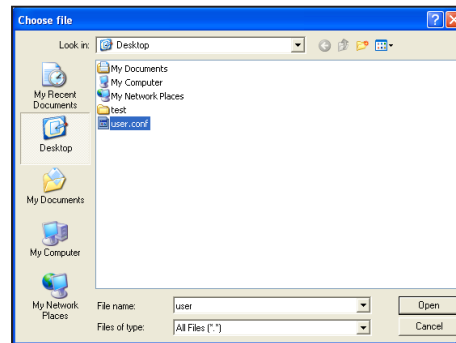 Choose file
Look in: Desktop
My Recent
Documents
Desktop
My Documents
My Computer
My Network
Places
My Documents
My Computer
My Network Places
test
user.conf
File name: user Open
Files of type: All Files (*.*) Cancel